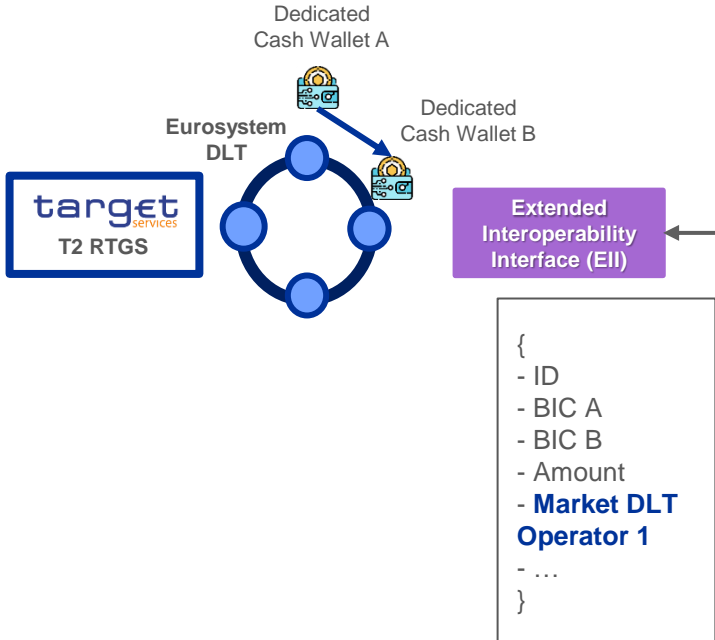 Dedicated
Cash Wallet A
Dedicated
Cash Wallet B
Eurosystem
DLT
target
services
T2 RTGS
Extended
Interoperability
Interface (EII)
{
- ID
- BIC A
- BIC B
- Amount
- Market DLT
Operator 1
- …
}